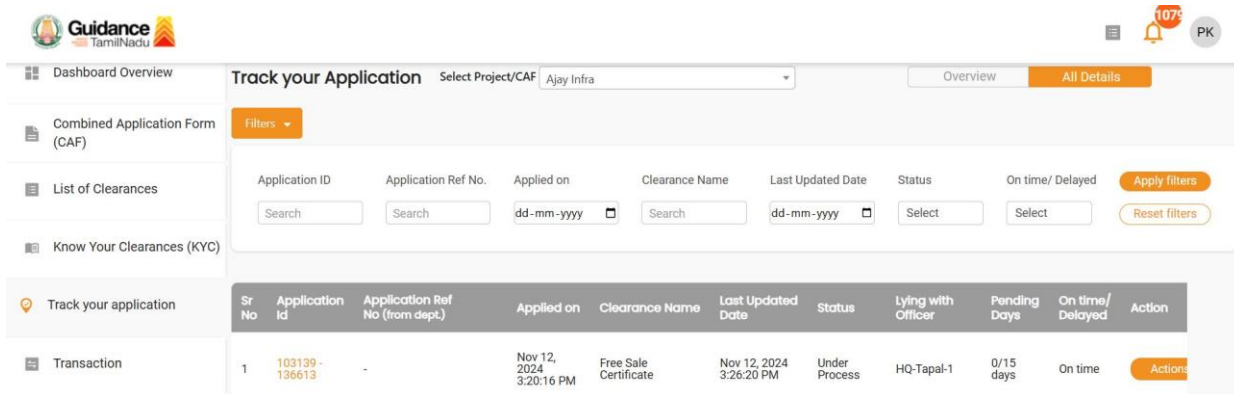 Guidance
TamilNadu
1079
PK
Dashboard Overview
Combined Application Form
(CAF)
List of Clearances
Know Your Clearances (KYC)
Track your application
Transaction
Track your Application
Select Project/CAF
Ajay Infra
Overview
All Details
Filters
Application ID
Application Ref No.
Applied on
Clearance Name
Last Updated Date
Status
On time/ Delayed
Apply filters
Search
Search
dd-mm-yyyy
Search
dd-mm-yyyy
Select
Select
Reset filters
Sr
No
Application
Id
Application Ref
No (from dept.)
Applied on
Clearance Name
Last Updated
Date
Status
Lying with
Officer
Pending
Days
On time/
Delayed
Action
1
103139 -
136613
-
Nov 12,
2024
3:20:16 PM
Free Sale
Certificate
Nov 12, 2024
3:26:20 PM
Under
Process
HQ-Tapal-1
0/15
days
On time
Actions